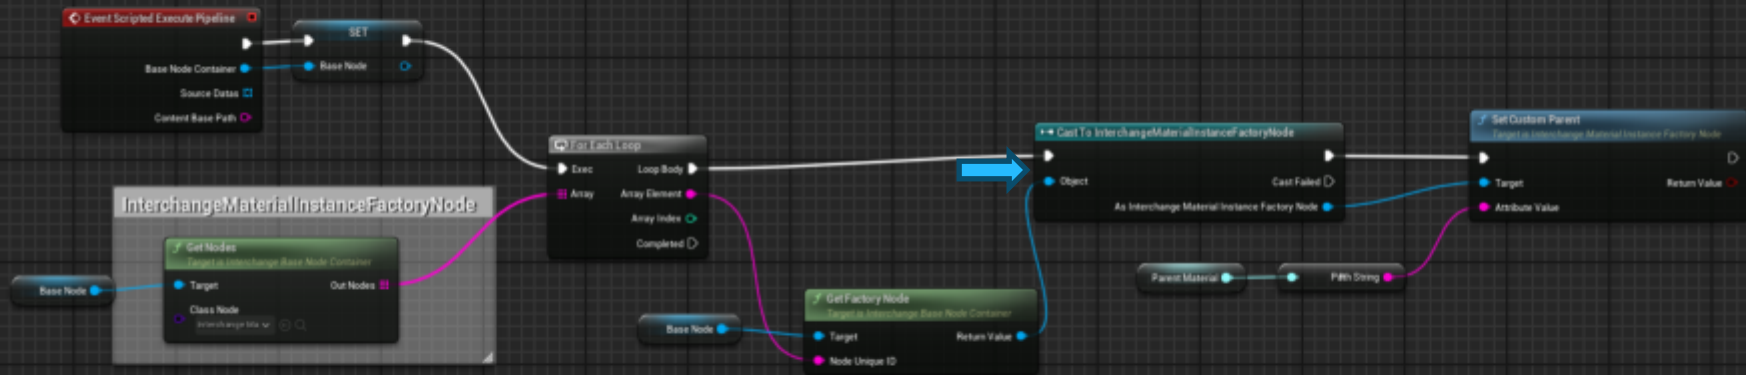 Event Scripted Execute Pipeline
Base Node Container
Source Datas
Content Base Path
SET
Base Node
For Each Loop
Exec
Loop Body
Array
Array Element
Array Index
Completed
InterchangeMaterialInstanceFactoryNode
Get Nodes
Target is Interchange Base Node Container
Target
Out Nodes
Class Node
Interchange Ma
Base Node
Base Node
Get Factory Node
Target is Interchange Base Node Container
Target
Return Value
Node Unique ID
Cast To InterchangeMaterialInstanceFactoryNode
Object
Cast Failed
As Interchange Material Instance Factory Node
Parent Material
Path String
Set Custom Parent
Target is Interchange Material Instance Factory Node
Target
Return Value
Attribute Value